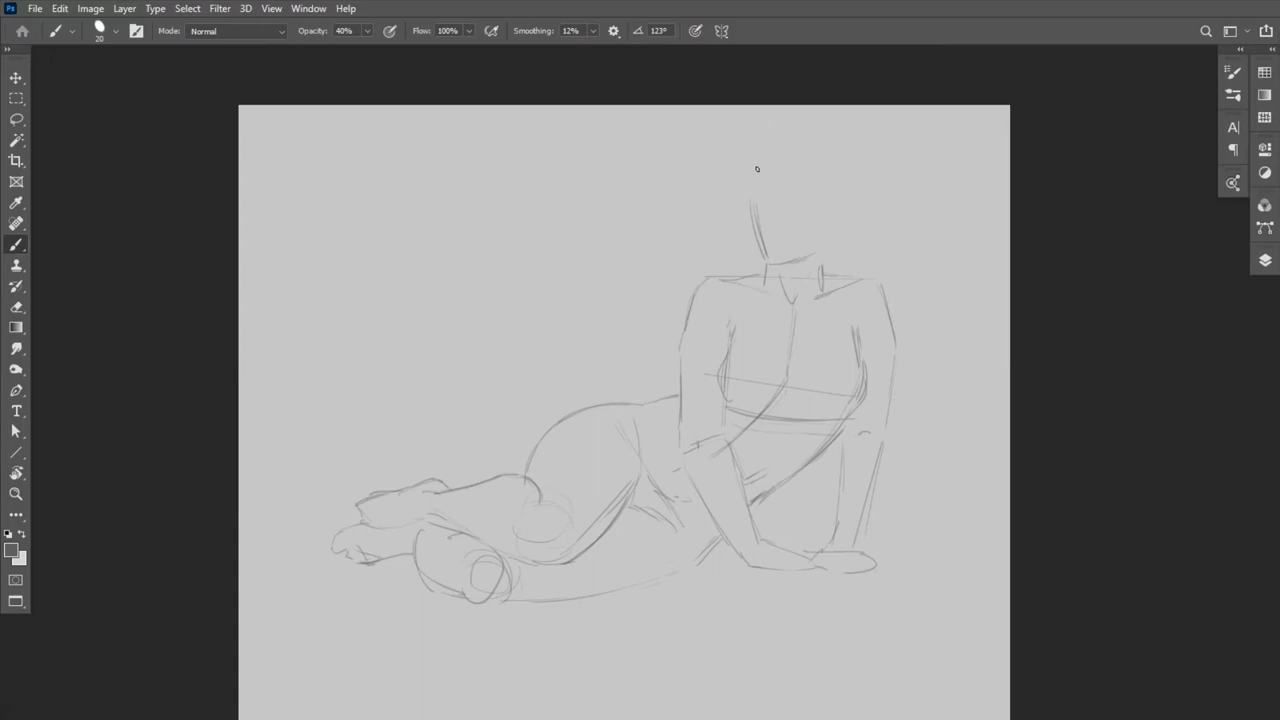 Ps File Edit Image Layer Type Select Filter 3D View Window Help
20 Mode: Normal Opacity: 40% Flow: 100% Smoothing: 12% 123°
A
T